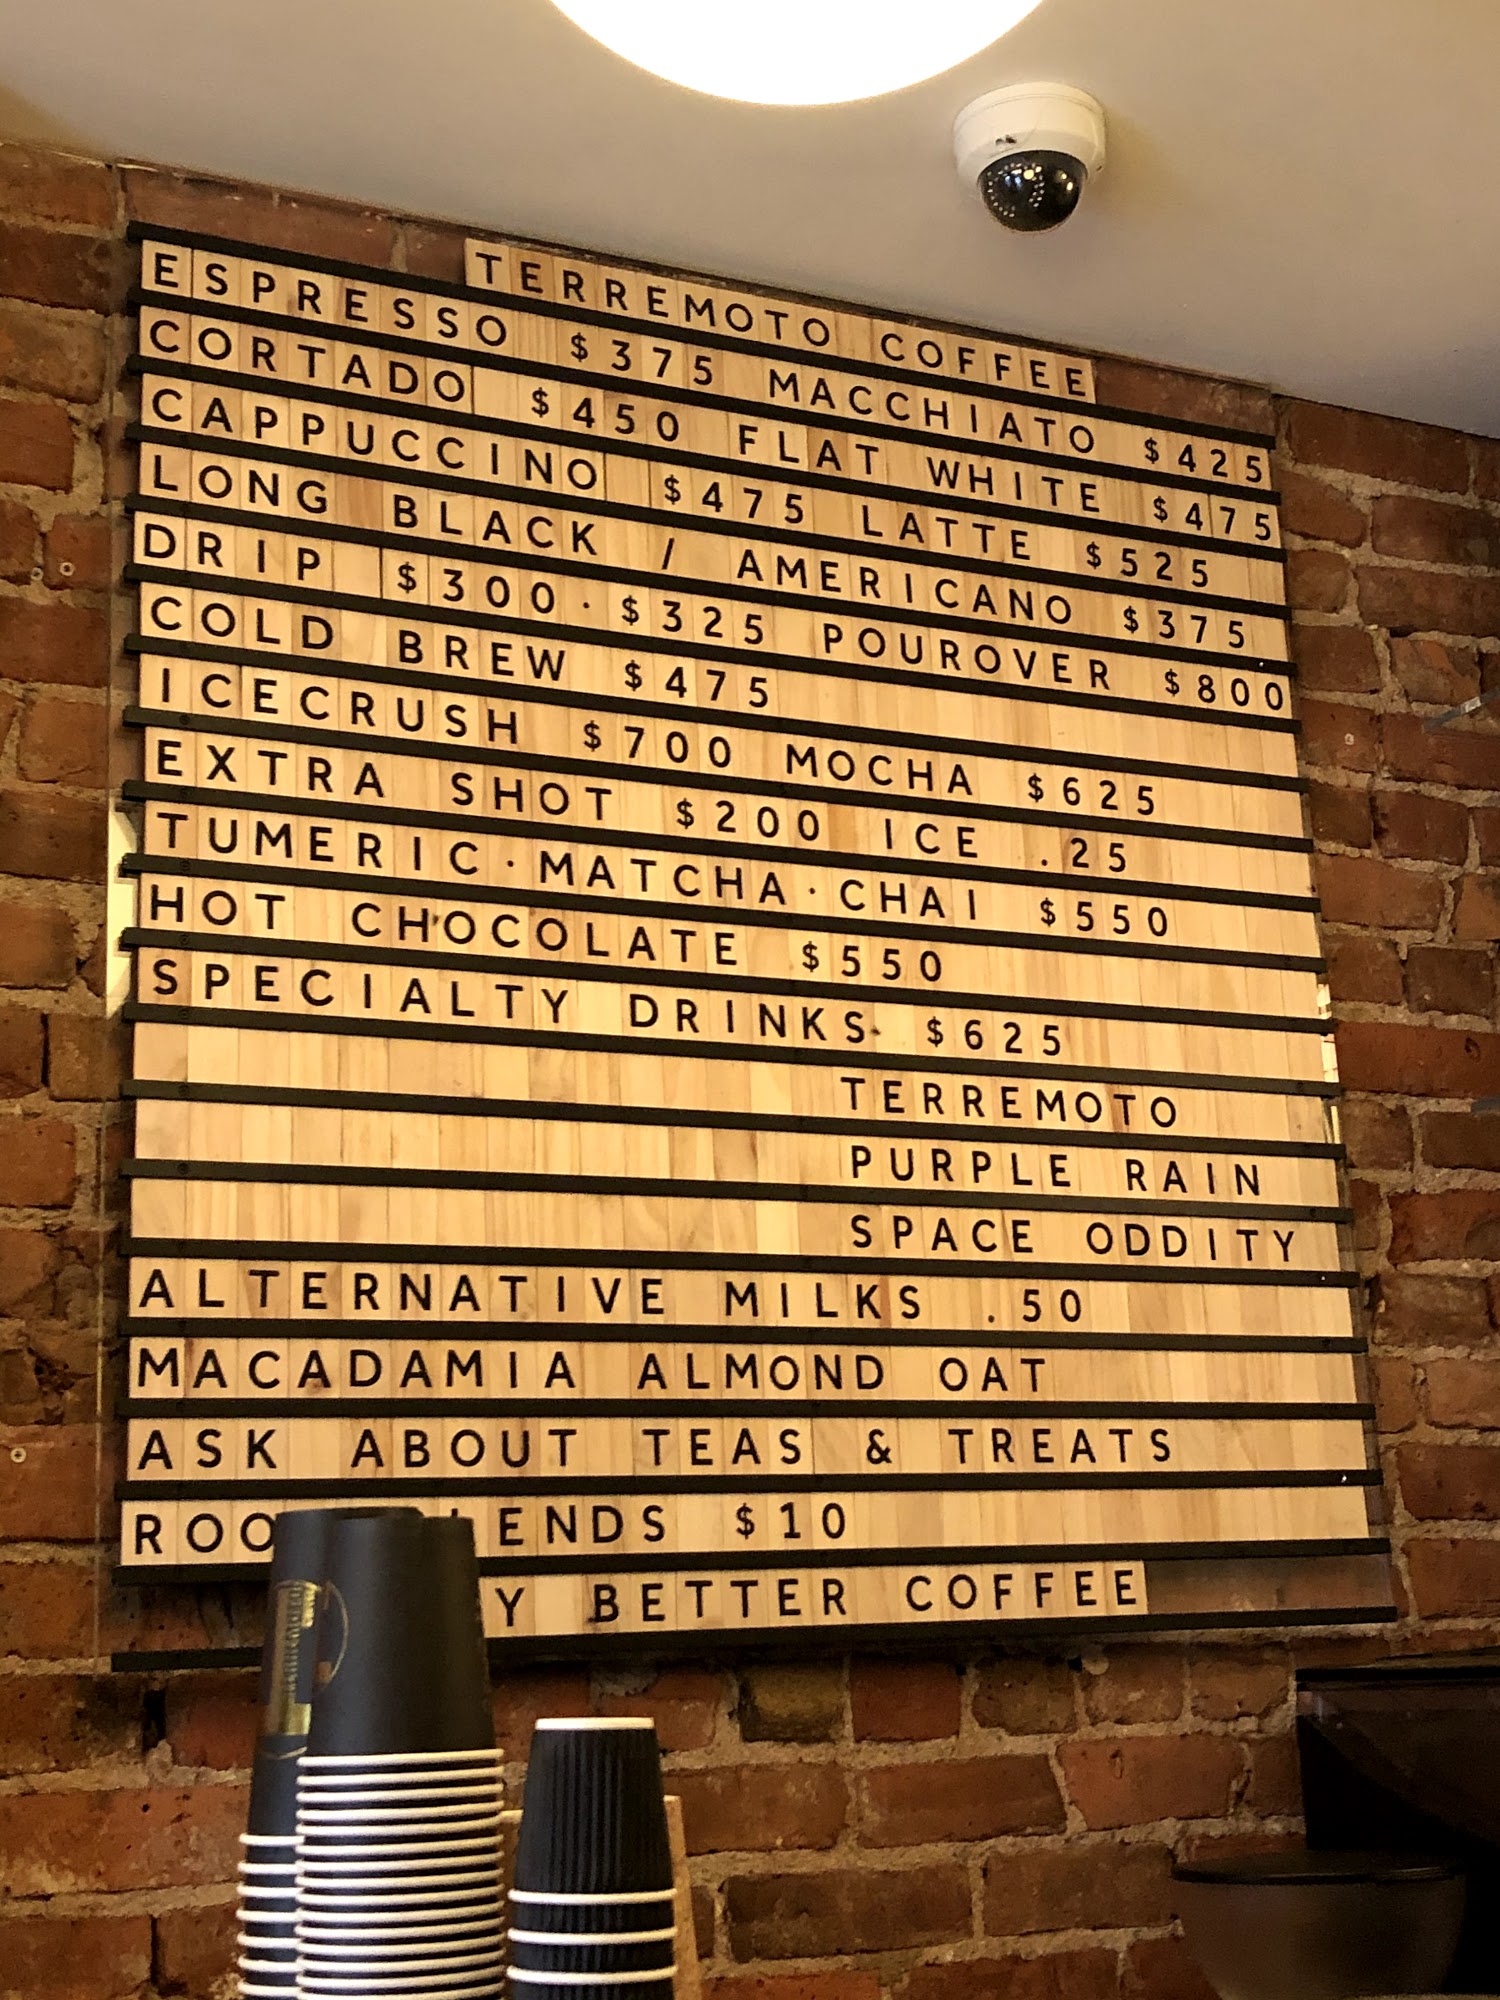 TERREMOTO COFFEE
ESPRESSO $375 MACCHIATO $425
CORTADO $450 FLAT WHITE $475
CAPPUCCINO $475 LATTE $525
LONG BLACK / AMERICANO $375
DRIP $300·$325 POUROVER $800
COLD BREW $475
ICECRUSH $700 MOCHA $625
EXTRA SHOT $200 ICE .25
TUMERIC·MATCHA·CHAI $550
HOT CHOCOLATE $550
SPECIALTY DRINKS· $625
TERREMOTO
PURPLE RAIN
SPACE ODDITY
ALTERNATIVE MILKS .50
MACADAMIA ALMOND OAT
ASK ABOUT TEAS & TREATS
$10
BETTER COFFEE